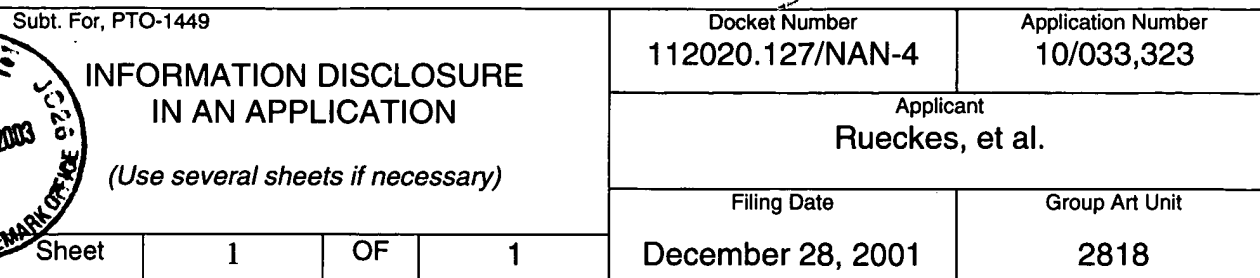 Subt. For, PTO-1449
INFORMATION DISCLOSURE
IN AN APPLICATION
(Use several sheets if necessary)
Sheet 1 OF 1
Docket Number
112020.127/NAN-4
Application Number
10/033,323
Applicant
Rueckes, et al.
Filing Date
December 28, 2001
Group Art Unit
2818
JC26
2003